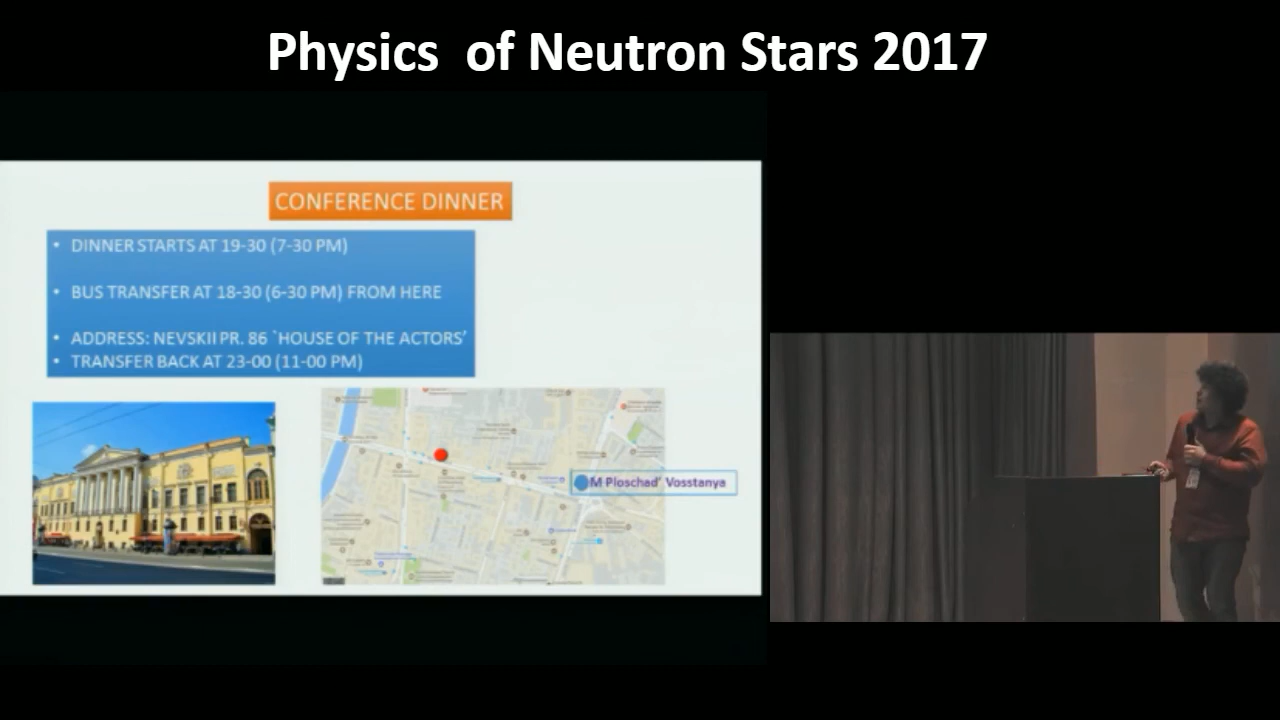 Physics of Neutron Stars 2017
CONFERENCE DINNER
• DINNER STARTS AT 19-30 (7-30 PM)
• BUS TRANSFER AT 18-30 (6-30 PM) FROM HERE
• ADDRESS: NEVSKII PR. 86 `HOUSE OF THE ACTORS'
• TRANSFER BACK AT 23-00 (11-00 PM)
M Ploschad' Vosstanya